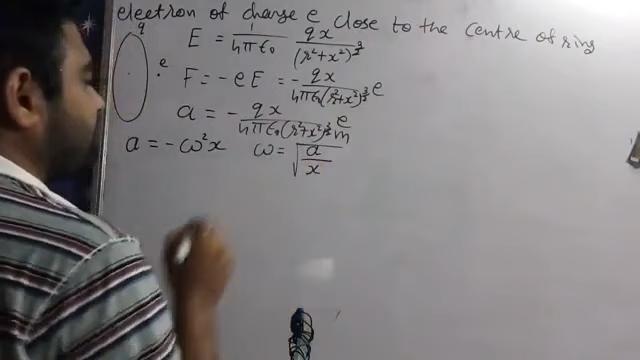 electron of charge e close to the centre of ring
q
E = 1/4πε₀ qx/(r²+x²)^3/2
e
F = -eE = -qx/4πε₀(r²+x²)^3/2 e
a = - qx/4πε₀(r²+x²)^3/2 e/m
a = -ω²x ω = √a/x